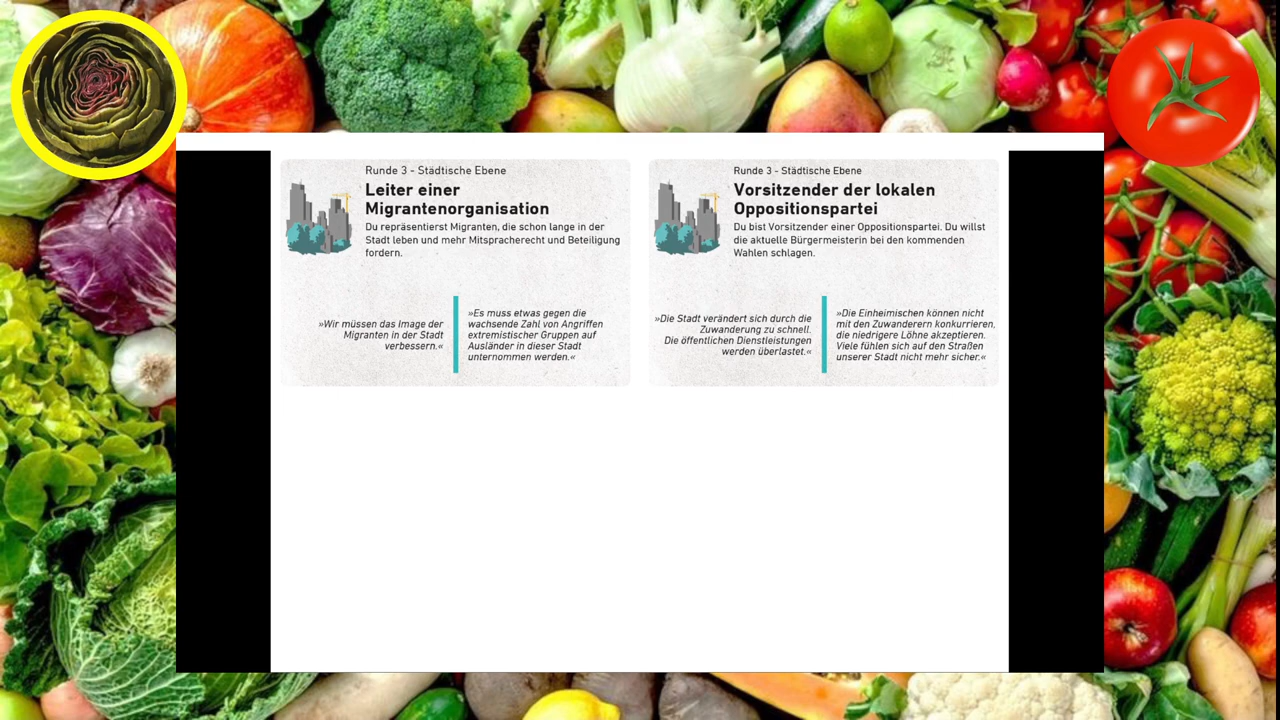 Runde 3 - Städtische Ebene
Leiter einer
Migrantenorganisation
Du repräsentierst Migranten, die schon lange in der
Stadt leben und mehr Mitspracherecht und Beteiligung
fordern.
»Wir müssen das Image der
Migranten in der Stadt
verbessern.«
»Es muss etwas gegen die
wachsende Zahl von Angriffen
extremistischer Gruppen auf
Ausländer in dieser Stadt
unternommen werden.«
Runde 3 - Städtische Ebene
Vorsitzender der lokalen
Oppositionspartei
Du bist Vorsitzender einer Oppositionspartei. Du willst
die aktuelle Bürgermeisterin bei den kommenden
Wahlen schlagen.
»Die Stadt verändert sich durch die
Zuwanderung zu schnell.
Die öffentlichen Dienstleistungen
werden überlastet.«
»Die Einheimischen können nicht
mit den Zuwanderern konkurrieren,
die niedrigere Löhne akzeptieren.
Viele fühlen sich auf den Straßen
unserer Stadt nicht mehr sicher.«